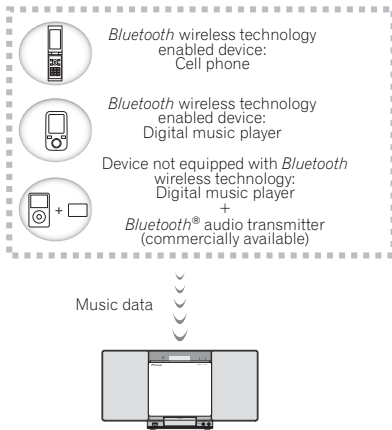 Bluetooth wireless technology
enabled device:
Cell phone
Bluetooth wireless technology
enabled device:
Digital music player
Device not equipped with Bluetooth
wireless technology:
Digital music player
+
+
Bluetooth® audio transmitter
(commercially available)
Music data